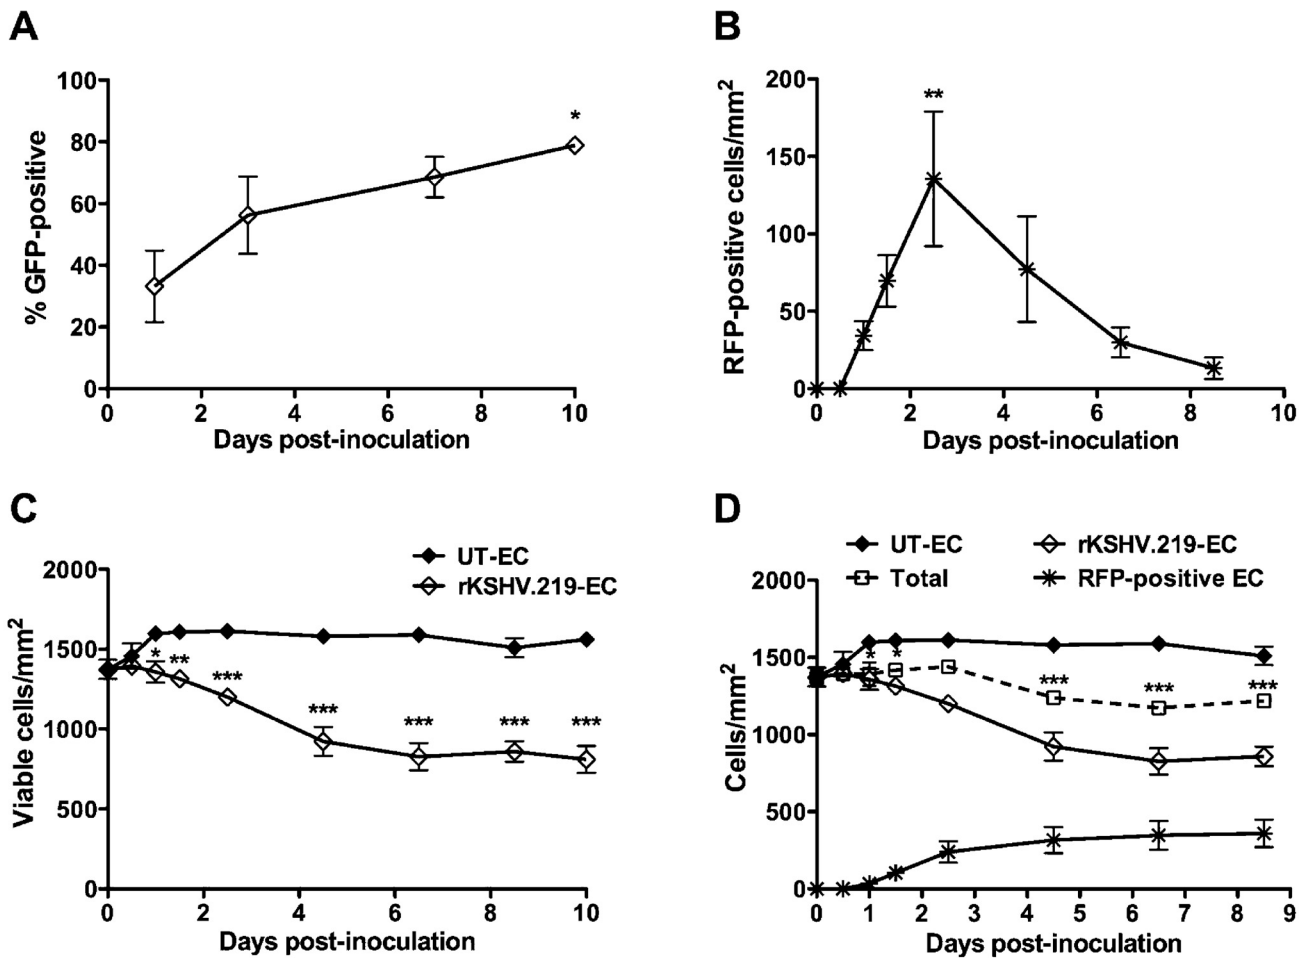 A
% GFP-positive
100
80
60
40
20
0
*
0 2 4 6 8 10
Days post-inoculation
B
RFP-positive cells/mm2
200
150
100
50
0
**
0 2 4 6 8 10
Days post-inoculation
C
UT-EC
rKSHV.219-EC
Viable cells/mm2
2000
1500
1000
500
0
* ** *** *** *** *** ***
0 2 4 6 8 10
Days post-inoculation
D
UT-EC rKSHV.219-EC
Total RFP-positive EC
Cells/mm2
2000
1500
1000
500
0
* * *** *** ***
0 1 2 3 4 5 6 7 8 9
Days post-inoculation